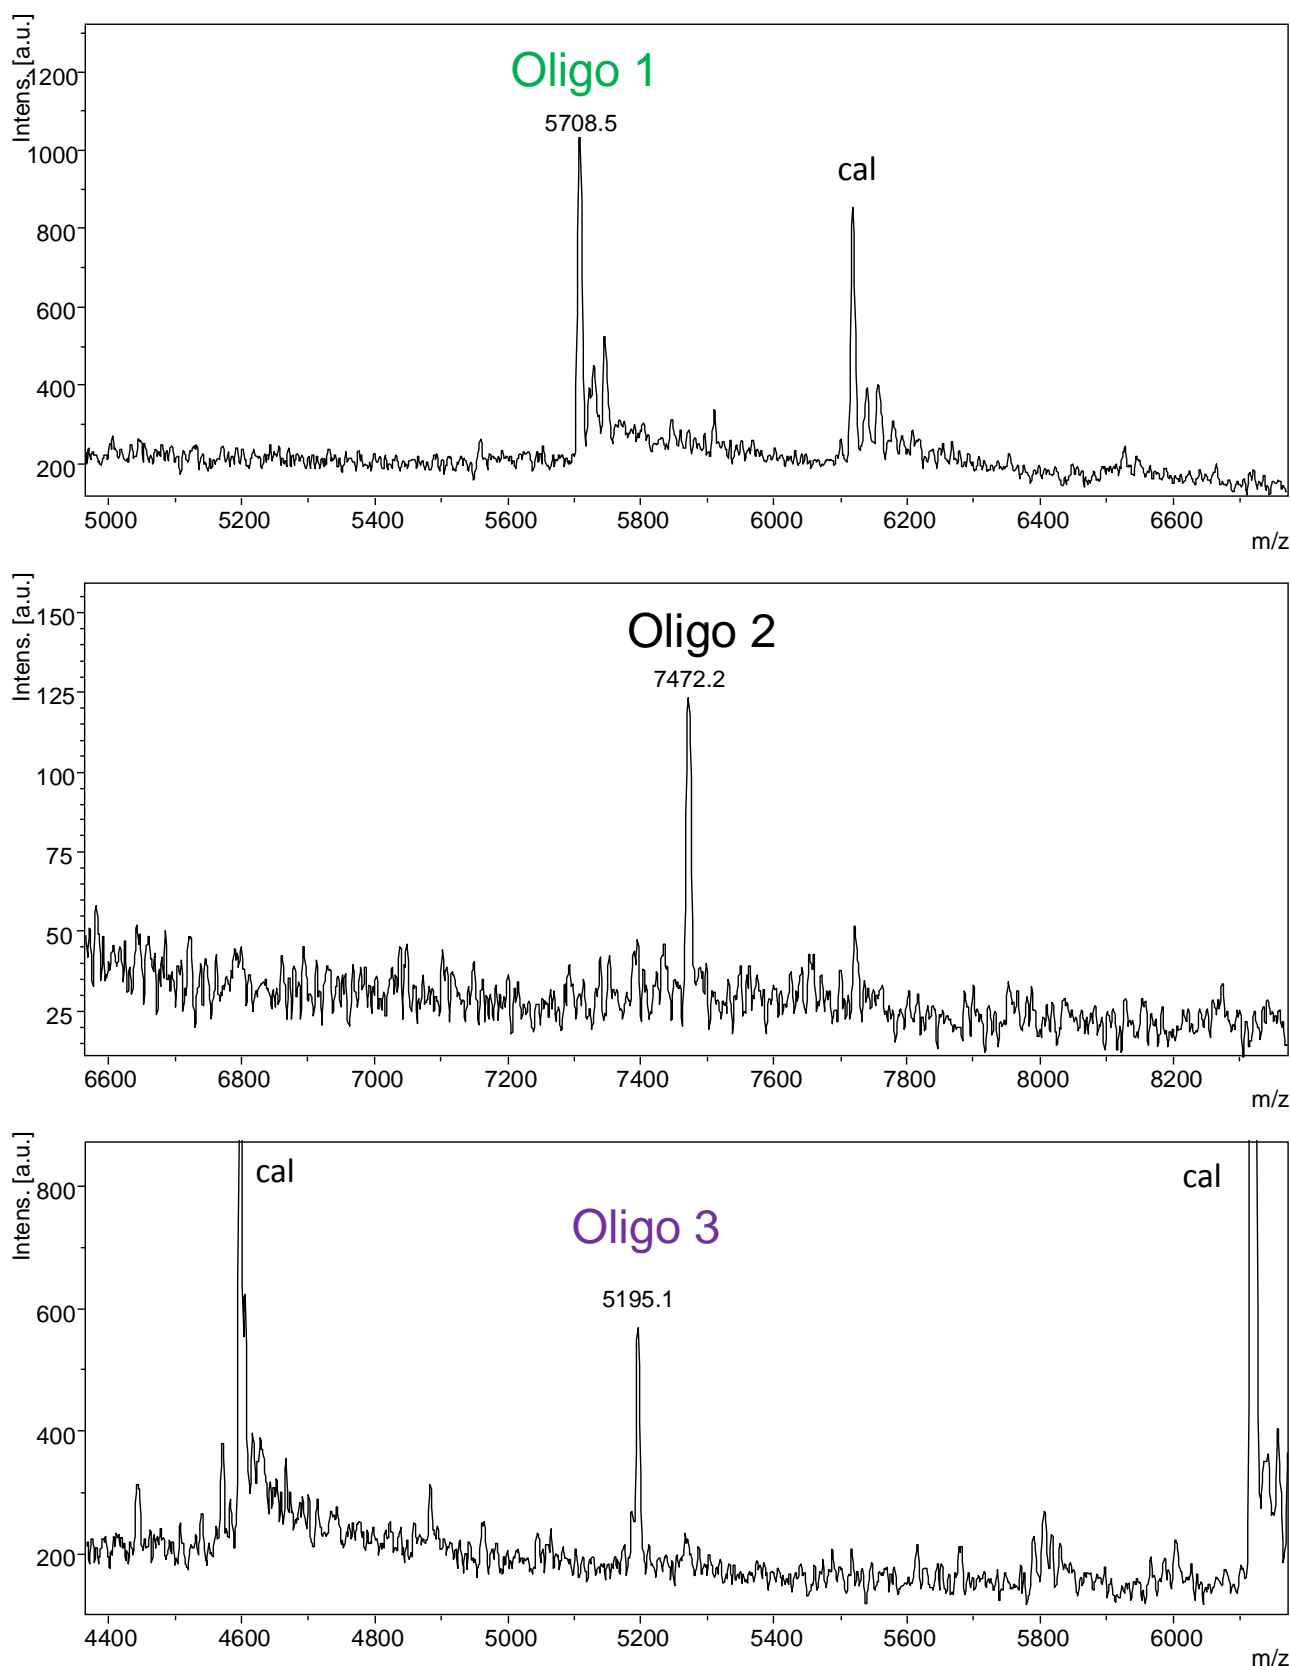 Intens. [a.u.]
Oligo 1
5708.5
cal
1200
1000
800
600
400
200
5000 5200 5400 5600 5800 6000 6200 6400 6600
m/z
Intens. [a.u.]
Oligo 2
7472.2
150
125
100
75
50
25
6600 6800 7000 7200 7400 7600 7800 8000 8200
m/z
Intens. [a.u.]
cal
cal
Oligo 3
5195.1
800
600
400
200
4400 4600 4800 5000 5200 5400 5600 5800 6000
m/z